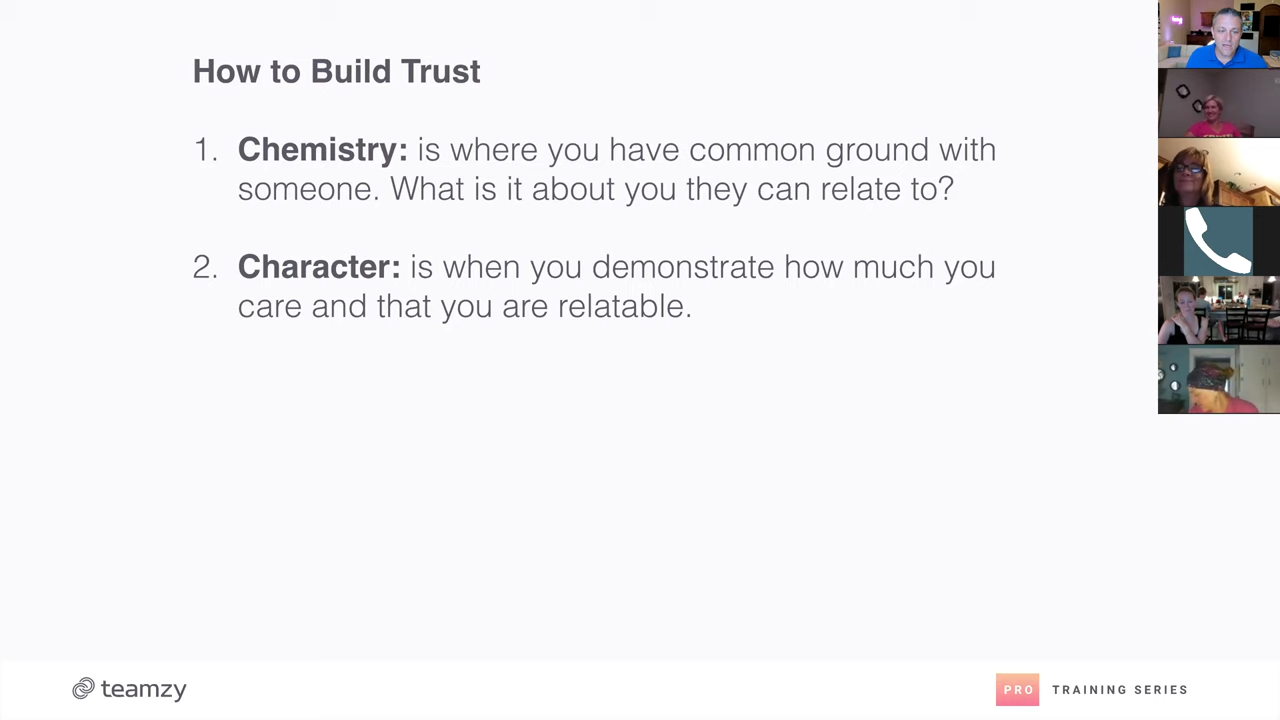 How to Build Trust
1. Chemistry: is where you have common ground with
someone. What is it about you they can relate to?
2. Character: is when you demonstrate how much you
care and that you are relatable.
teamzy
PRO TRAINING SERIES